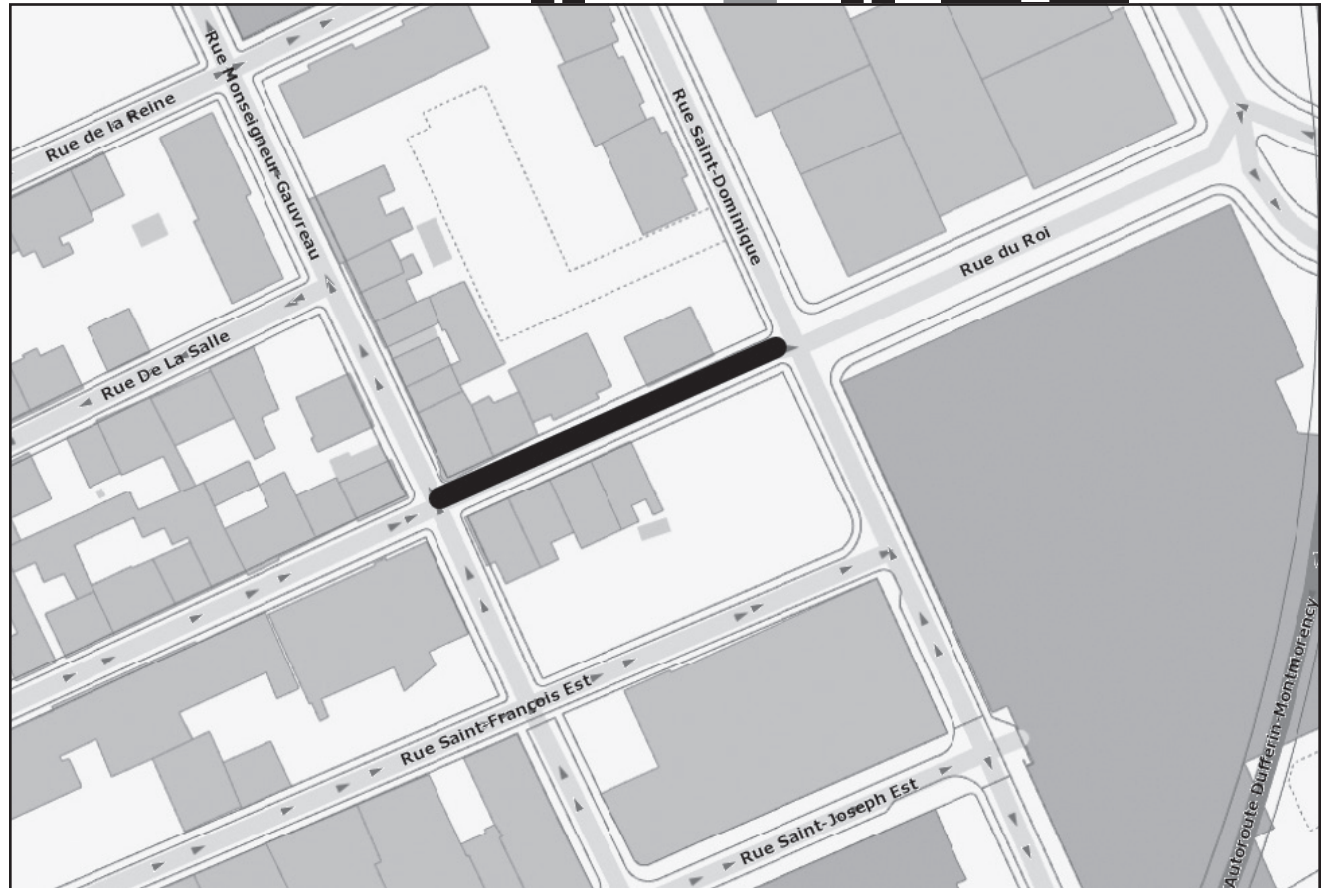 Rue de la Reine
Rue Monseigneur-Gauvreau
Rue Saint-Dominique
Rue du Roi
Rue De La Salle
Rue Saint-François Est
Rue Saint-Joseph Est
Autoroute Dufferin-Montmorency